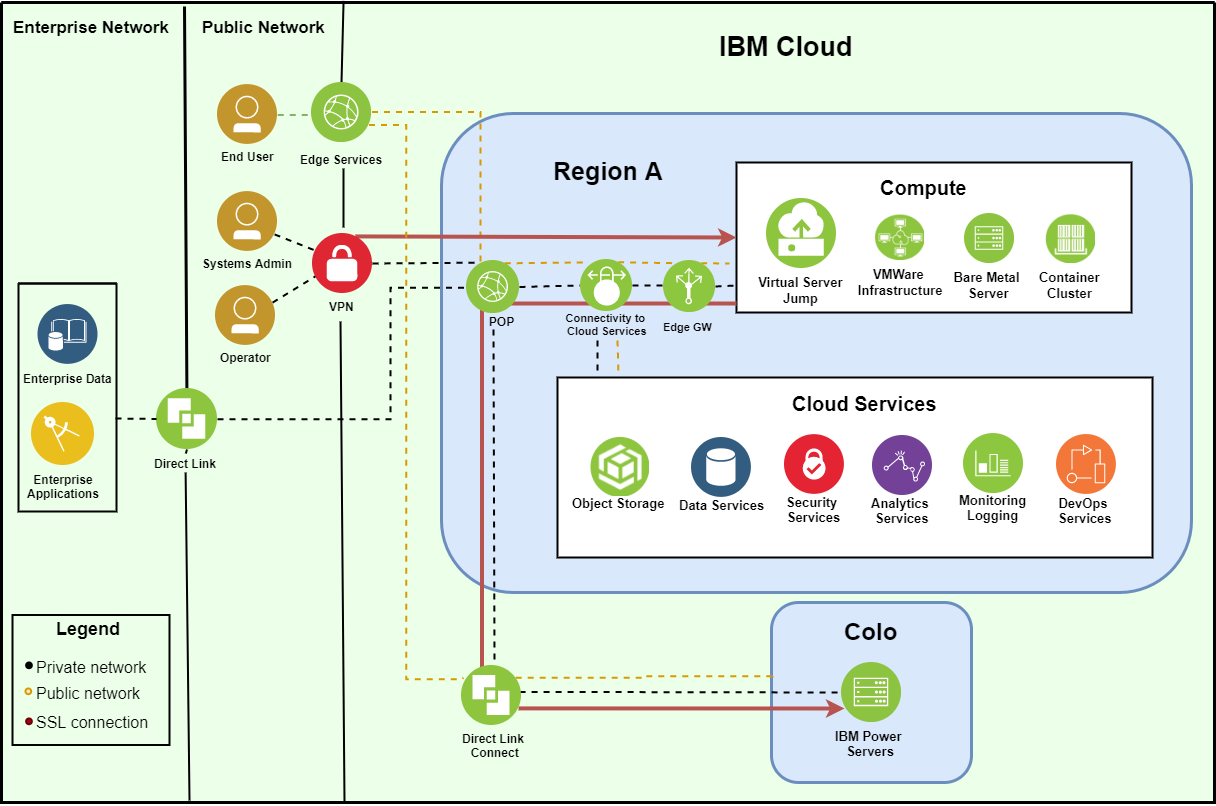 Enterprise Network
Public Network
IBM Cloud
End User
Edge Services
Systems Admin
VPN
Operator
Enterprise Data
Enterprise
Applications
Direct Link
Region A
Compute
Virtual Server
Jump
VMWare
Infrastructure
Bare Metal
Server
Container
Cluster
POP
Connectivity to
Cloud Services
Edge GW
Cloud Services
Object Storage
Data Services
Security
Services
Analytics
Services
Monitoring
Logging
DevOps
Services
Legend
Private network
Public network
SSL connection
Direct Link
Connect
Colo
IBM Power
Servers